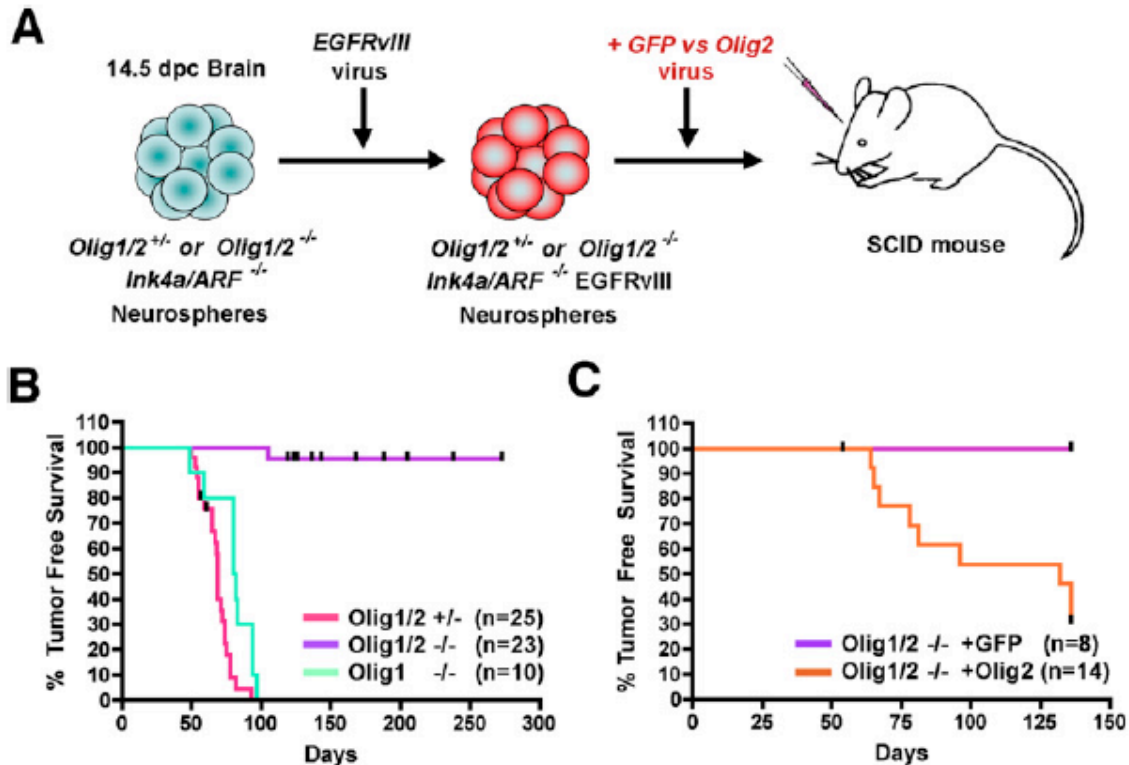 A
14.5 dpc Brain
EGFRvIII
virus
+ GFP vs Olig2
virus
Olig1/2 +/- or Olig1/2 -/-
Ink4a/ARF -/-
Neurospheres
Olig1/2 +/- or Olig1/2 -/-
Ink4a/ARF -/- EGFRvIII
Neurospheres
SCID mouse
B
% Tumor Free Survival
110
100
90
80
70
60
50
40
30
20
10
0
0 50 100 150 200 250 300
Days
Olig1/2 +/- (n=25)
Olig1/2 -/- (n=23)
Olig1 -/- (n=10)
C
% Tumor Free Survival
110
100
90
80
70
60
50
40
30
20
10
0
0 25 50 75 100 125 150
Days
Olig1/2 -/- +GFP (n=8)
Olig1/2 -/- +Olig2 (n=14)